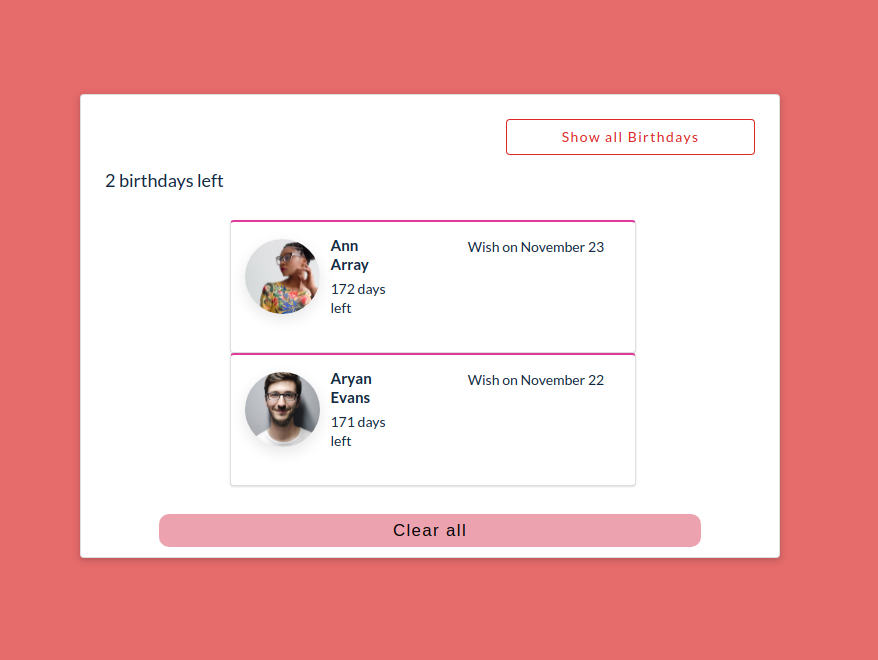 Show all Birthdays
2 birthdays left
Ann
Array
172 days
left
Wish on November 23
Aryan
Evans
171 days
left
Wish on November 22
Clear all